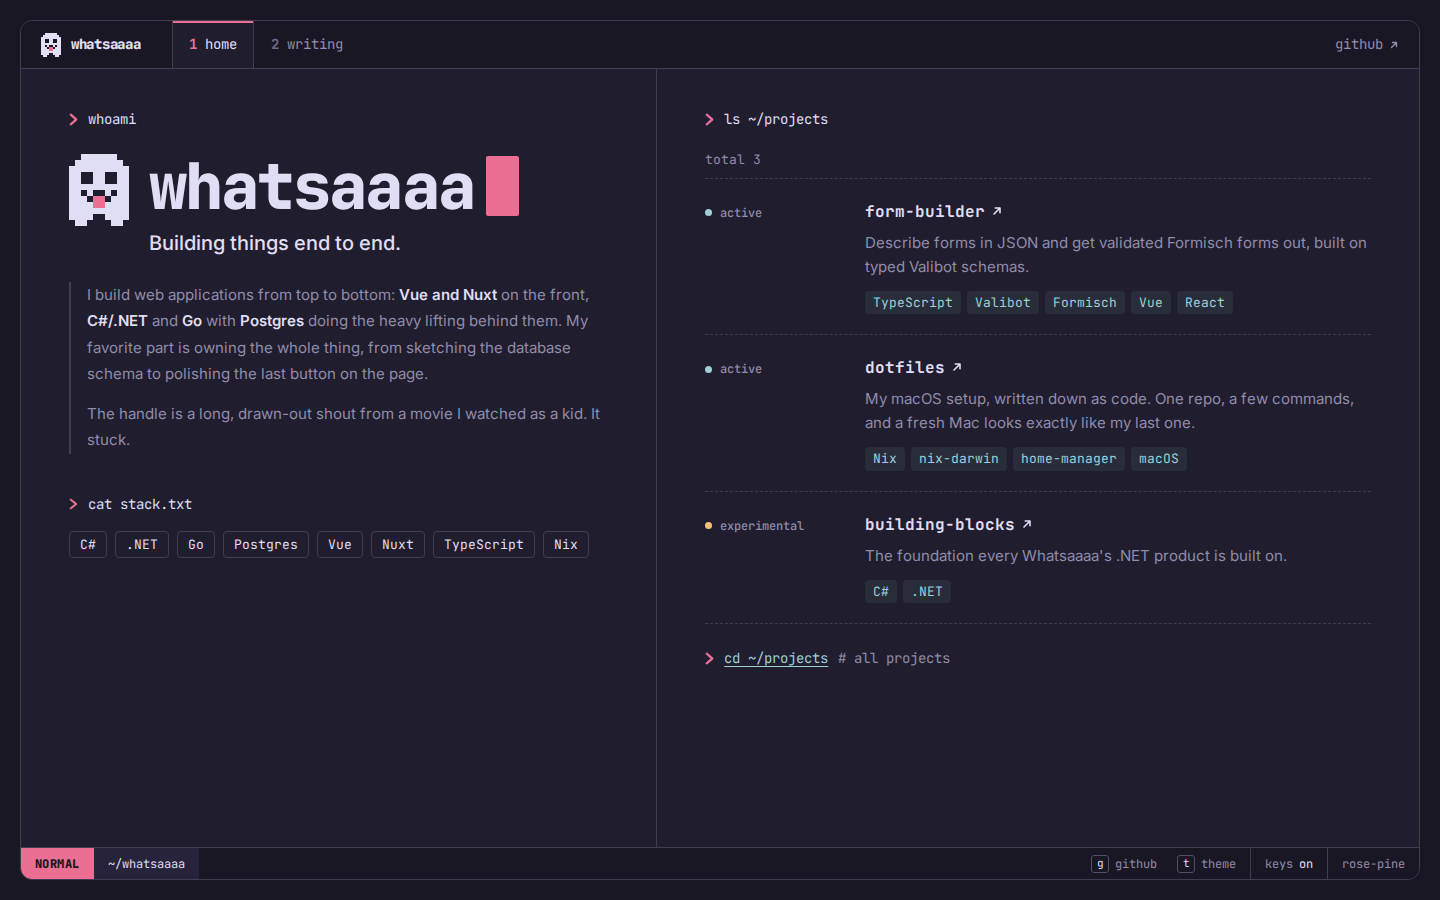 whatsaaaa
1 home
2 writing
github ↗
❯ whoami
whatsaaaa
Building things end to end.
I build web applications from top to bottom: Vue and Nuxt on the front,
C#/.NET and Go with Postgres doing the heavy lifting behind them. My
favorite part is owning the whole thing, from sketching the database
schema to polishing the last button on the page.
The handle is a long, drawn-out shout from a movie I watched as a kid. It
stuck.
❯ cat stack.txt
C# .NET Go Postgres Vue Nuxt TypeScript Nix
❯ ls ~/projects
total 3
active
form-builder ↗
Describe forms in JSON and get validated Formisch forms out, built on
typed Valibot schemas.
TypeScript Valibot Formisch Vue React
active
dotfiles ↗
My macOS setup, written down as code. One repo, a few commands,
and a fresh Mac looks exactly like my last one.
Nix nix-darwin home-manager macOS
experimental
building-blocks ↗
The foundation every Whatsaaaa's .NET product is built on.
C# .NET
❯ cd ~/projects # all projects
NORMAL
~/whatsaaaa
g github
t theme
keys on
rose-pine